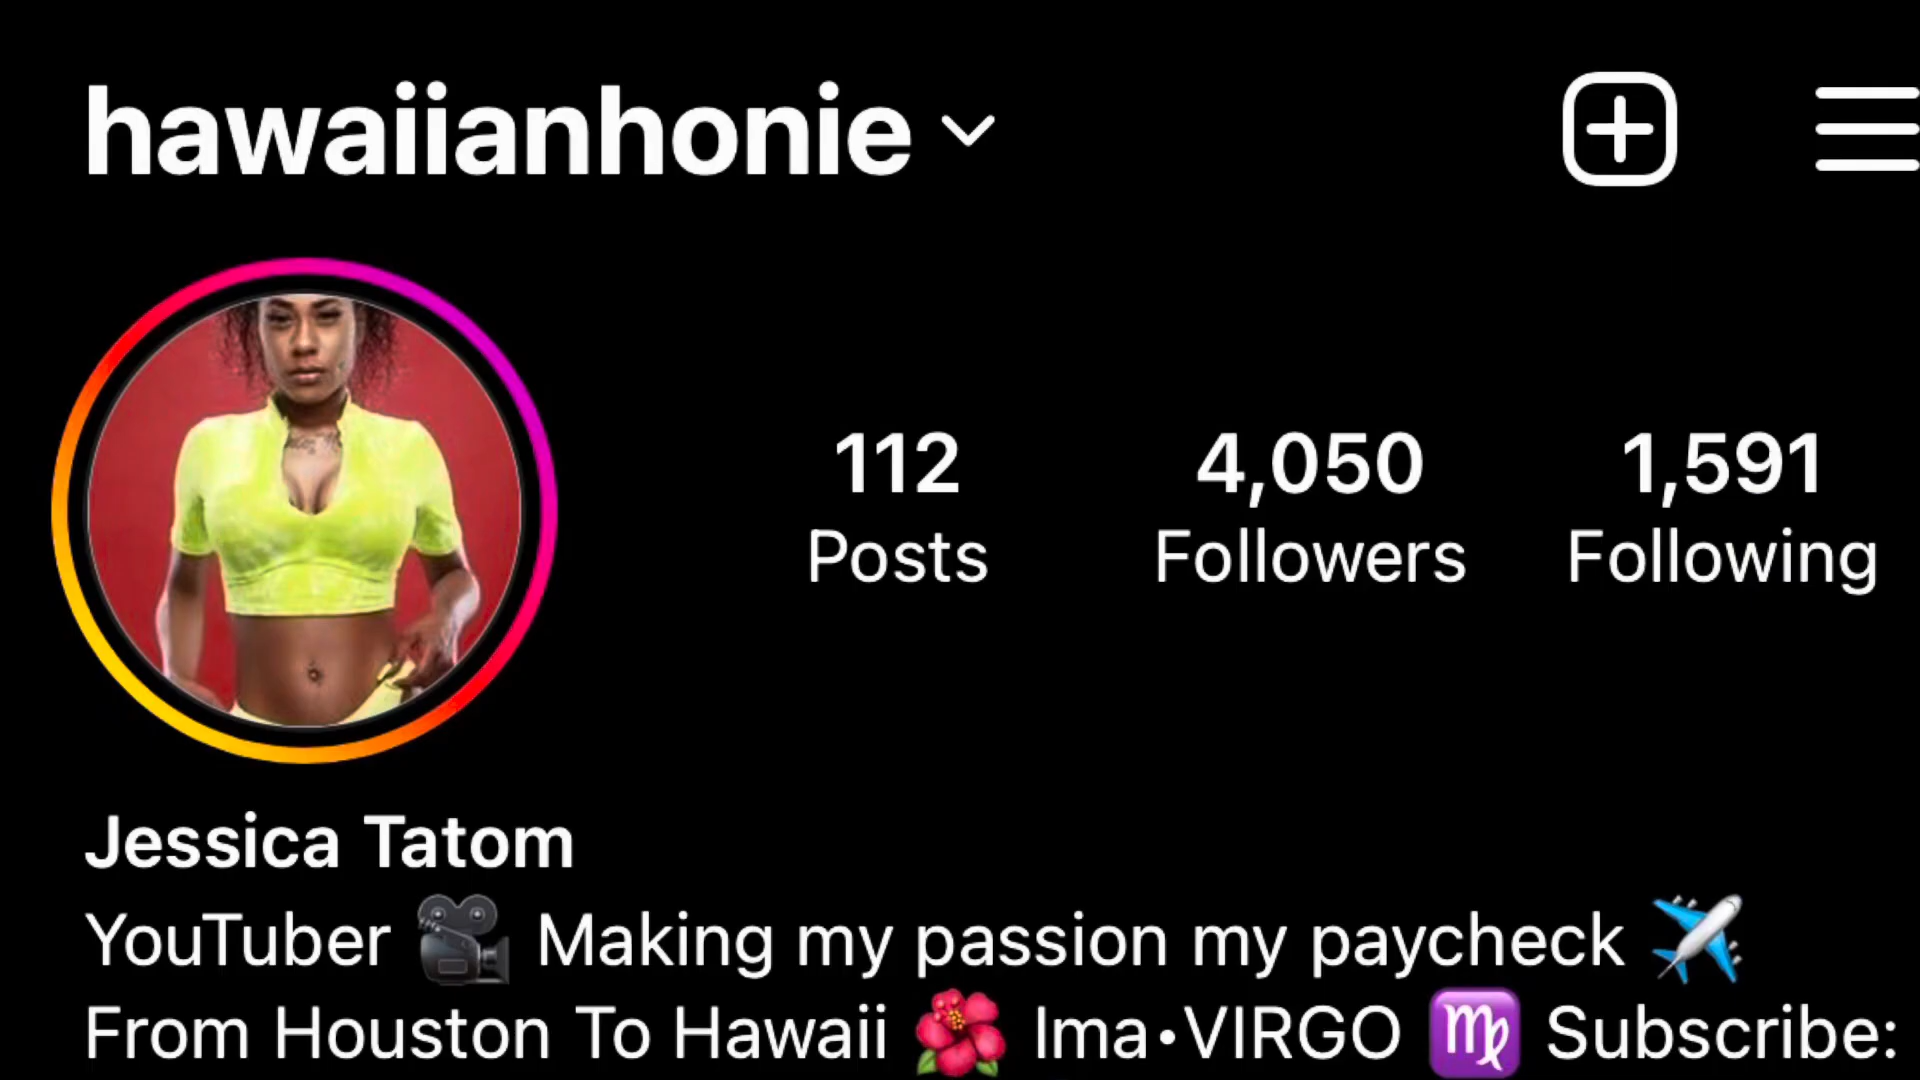 hawaiianhonie
112 4,050 1,591
Posts Followers Following
Jessica Tatom
YouTuber 🎥 Making my passion my paycheck ✈️
From Houston To Hawaii 🌺 Ima•VIRGO ♍ Subscribe: